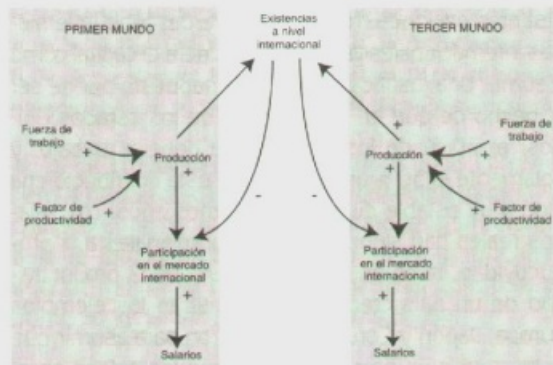 PRIMER MUNDO
Existencias
a nivel
internacional
TERCER MUNDO
Fuerza de
trabajo
+
Producción
+
Factor de
productividad
+
-
Participación
en el mercado
internacional
+
Salarios
+
Fuerza de
trabajo
+
Producción
+
Factor de
productividad
+
-
Participación
en el mercado
internacional
+
Salarios